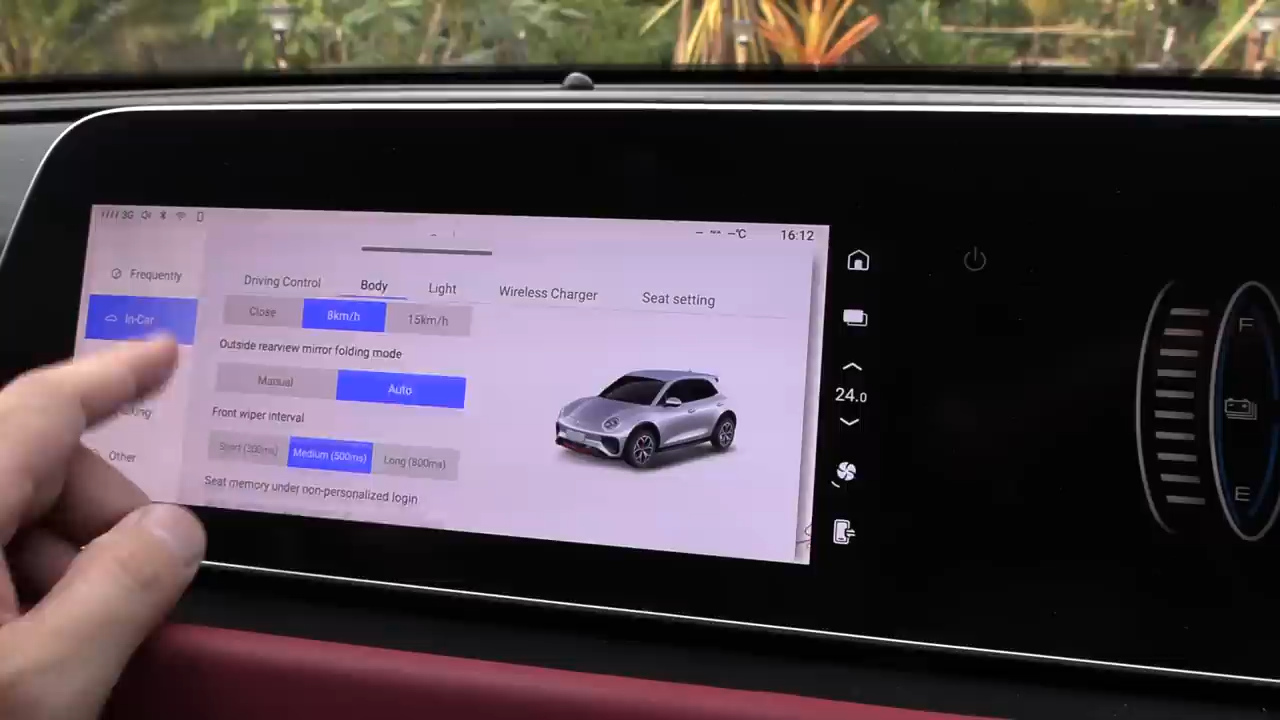 3G
16:12
Frequently
In-Car
Other
Driving Control
Body
Light
Wireless Charger
Seat setting
Close
8km/h
15km/h
Outside rearview mirror folding mode
Manual
Auto
Front wiper interval
Short (300ms)
Medium (500ms)
Long (800ms)
Seat memory under non-personalized login
24.0
F
E